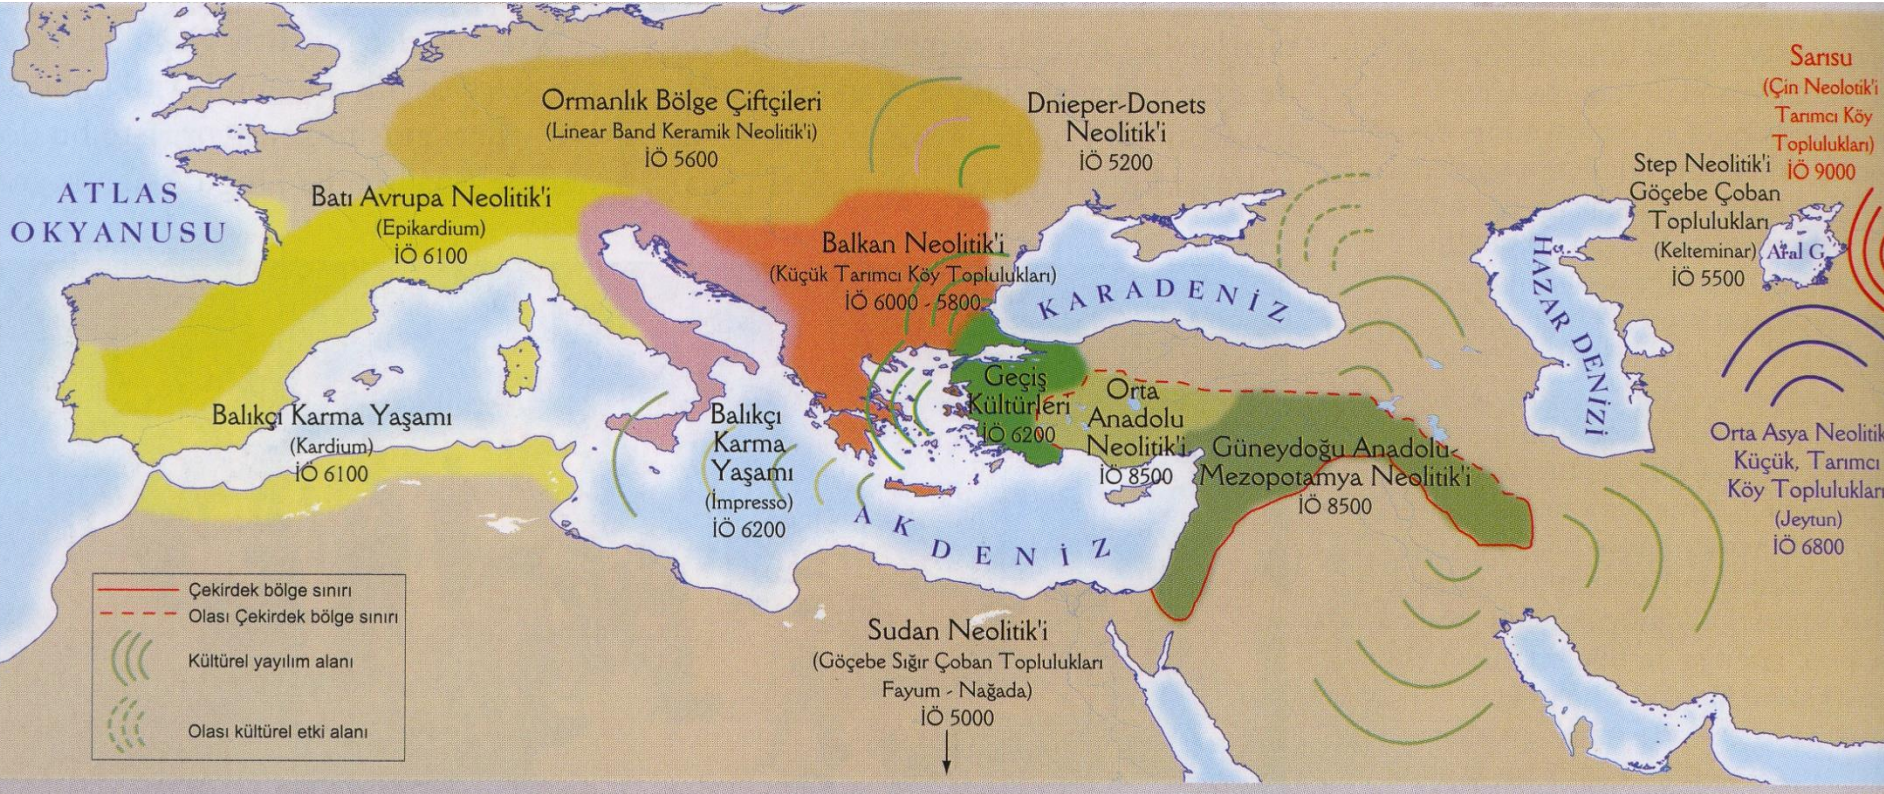 Ormanlık Bölge Çiftçileri
(Linear Band Keramik Neolitik'i)
İÖ 5600
Dnieper-Donets
Neolitik'i
İÖ 5200
Sarısu
(Çin Neolotik'i
Tarımcı Köy
Toplulukları)
İÖ 9000
Step Neolitik'i
Göçebe Çoban
Toplulukları
(Kelteminar)
İÖ 5500
Aral G.
ATLAS
OKYANUSU
Batı Avrupa Neolitik'i
(Epikardium)
İÖ 6100
Balkan Neolitik'i
(Küçük Tarımcı Köy Toplulukları)
İÖ 6000 - 5800
KARADENİZ
HAZAR DENİZİ
Geçiş
Kültürleri
İÖ 6200
Orta
Anadolu
Neolitik'i
İÖ 8500
Güneydoğu Anadolu-
Mezopotamya Neolitik'i
İÖ 8500
Orta Asya Neolitik
Küçük, Tarımcı
Köy Toplulukları
(Jeytun)
İÖ 6800
Balıkçı Karma Yaşamı
(Kardium)
İÖ 6100
Balıkçı
Karma
Yaşamı
(İmpresso)
İÖ 6200
AKDENİZ
Sudan Neolitik'i
(Göçebe Sığır Çoban Toplulukları
Fayum - Nağada)
İÖ 5000
Çekirdek bölge sınırı
Olası Çekirdek bölge sınırı
Kültürel yayılım alanı
Olası kültürel etki alanı